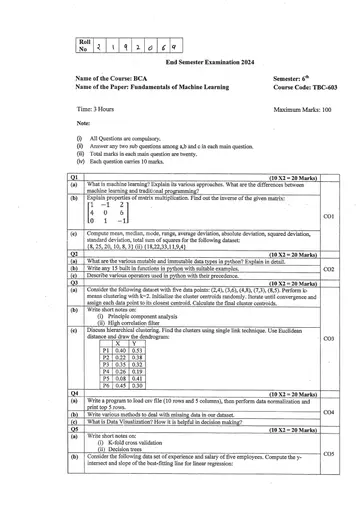 Roll No 2 1 9 2 0 6 9
End Semester Examination 2024
Name of the Course: BCA
Semester: 6th
Name of the Paper: Fundamentals of Machine Learning
Course Code: TBC-603
Time: 3 Hours
Maximum Marks: 100
Note:
(i) All Questions are compulsory.
(ii) Answer any two sub questions among a,b and c in each main question.
(iii) Total marks in each main question are twenty.
(iv) Each question carries 10 marks.
Q1 (10 X2 = 20 Marks)
(a) What is machine learning? Explain its various approaches. What are the differences between
machine learning and traditional programming?
(b) Explain properties of matrix multiplication. Find out the inverse of the given matrix:
1 -1 2
4 0 6
0 1 -1
CO1
(c) Compute mean, median, mode, range, average deviation, absolute deviation, squared deviation,
standard deviation, total sum of squares for the following dataset:
{8, 25, 20, 10, 8, 3} (i) {18,22,33,11,9,4}
Q2 (10 X2 = 20 Marks)
(a) What are the various mutable and immutable data types in python? Explain in detail.
(b) Write any 15 built in functions in python with suitable examples.
CO2
(c) Describe various operators used in python with their precedence.
Q3 (10 X2 = 20 Marks)
(a) Consider the following dataset with five data points: (2,4), (3,6), (4,8), (7,3), (8,5). Perform k-
means clustering with k=2. Initialize the cluster centroids randomly. Iterate until convergence and
assign each data point to its closest centroid. Calculate the final cluster centroids.
(b) Write short notes on:
(i) Principle component analysis
(ii) High correlation filter
(c) Discuss hierarchical clustering. Find the clusters using single link technique. Use Euclidean
distance and draw the dendrogram:
CO3
X Y
P1 0.40 0.53
P2 0.22 0.38
P3 0.35 0.32
P4 0.26 0.19
P5 0.08 0.41
P6 0.45 0.30
Q4 (10 X2 = 20 Marks)
(a) Write a program to load csv file (10 rows and 5 columns), then perform data normalization and
print top 5 rows.
CO4
(b) Write various methods to deal with missing data in our dataset.
(c) What is Data Visualization? How it is helpful in decision making?
Q5 (10 X2 = 20 Marks)
(a) Write short notes on:
(i) K-fold cross validation
(ii) Decision trees
CO5
(b) Consider the following data set of experience and salary of five employees. Compute the y-
intersect and slope of the best-fitting line for linear regression: